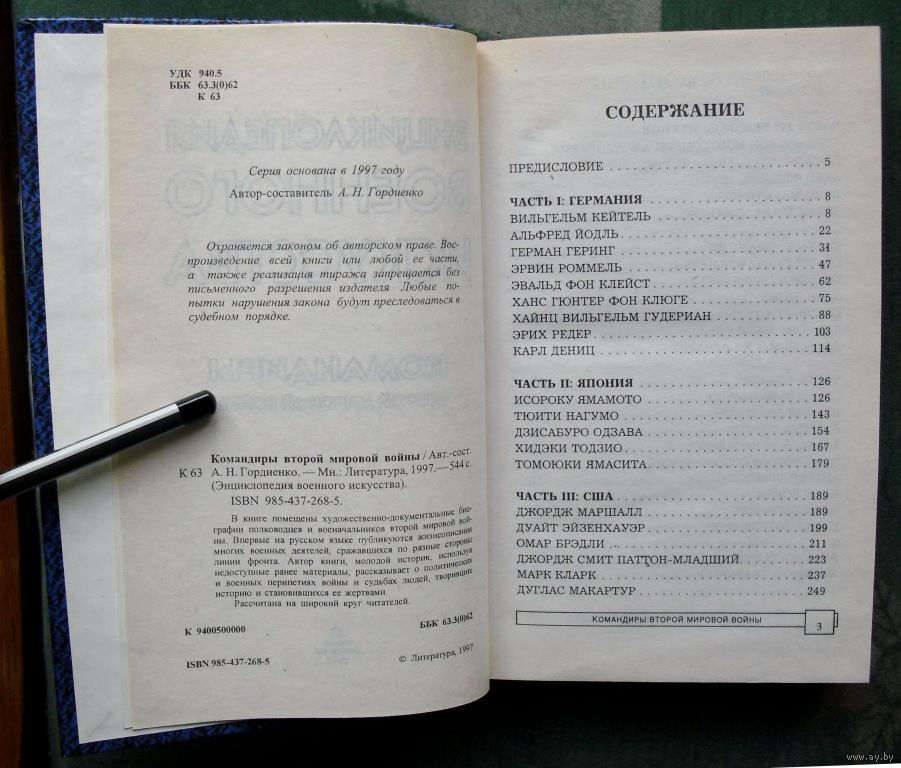 УДК 940.5
ББК 63.3(0)62
К 63
Серия основана в 1997 году
Автор-составитель А. Н. Гордиенко
Охраняется законом об авторском праве. Вос-
произведение всей книги или любой ее части,
а также реализация тиража запрещается без
письменного разрешения издателя Любые по-
пытки нарушения закона будут преследоваться в
судебном порядке.
Командиры второй мировой войны / Авт.-сост.
К 63 А. Н. Гордиенко. — Мн.: Литература, 1997.— 544 с.
(Энциклопедия военного искусства).
ISBN 985-437-268-5.
В книге помещены художественно-документальные био-
графии полководцев и военачальников второй мировой вой-
ны. Впервые на русском языке публикуются жизнеописания
многих военных деятелей, сражавшихся по разные стороны
линии фронта. Автор книги, молодой историк, используя
недоступные ранее материалы, рассказывает о политических
и военных перипетиях войны и судьбах людей, творивших
историю и становившихся ее жертвами.
Рассчитана на широкий круг читателей.
К 9400500000
ББК 63.3(0)62
ISBN 985-437-268-5
© Литература, 1997
СОДЕРЖАНИЕ
ПРЕДИСЛОВИЕ 5
ЧАСТЬ I: ГЕРМАНИЯ 8
ВИЛЬГЕЛЬМ КЕЙТЕЛЬ 8
АЛЬФРЕД ЙОДЛЬ 22
ГЕРМАН ГЕРИНГ 31
ЭРВИН РОММЕЛЬ 47
ЭВАЛЬД ФОН КЛЕЙСТ 62
ХАНС ГЮНТЕР ФОН КЛЮГЕ 75
ХАЙНЦ ВИЛЬГЕЛЬМ ГУДЕРИАН 88
ЭРИХ РЕДЕР 103
КАРЛ ДЕНИЦ 114
ЧАСТЬ II: ЯПОНИЯ 126
ИСОРОКУ ЯМАМОТО 126
ТЮИТИ НАГУМО 143
ДЗИСАБУРО ОДЗАВА 154
ХИДЭКИ ТОДЗИО 167
ТОМОЮКИ ЯМАСИТА 179
ЧАСТЬ III: США 189
ДЖОРДЖ МАРШАЛЛ 189
ДУАЙТ ЭЙЗЕНХАУЭР 199
ОМАР БРЭДЛИ 211
ДЖОРДЖ СМИТ ПАТТОН-МЛАДШИЙ 223
МАРК КЛАРК 237
ДУГЛАС МАКАРТУР 249
КОМАНДИРЫ ВТОРОЙ МИРОВОЙ ВОЙНЫ 3
www.ay.by